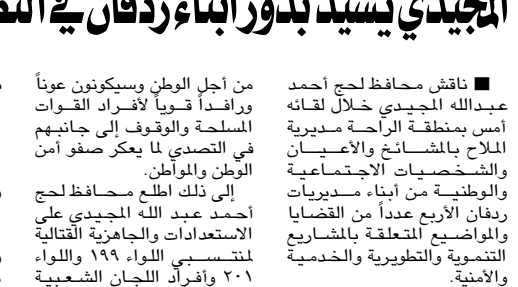 المجيدي يشيد بدور أبناء ردفان في
■ ناقش محافظ لحج أحمد
عبدالله المجيدي خلال لقائه
أمس بمنطقة الراحة مديرية
الملاح بالمشائخ والأعيان
والشخصيات الاجتماعية
والوطنية من أبناء مديريات
ردفان الأربع عدداً من القضايا
والمواضيع المتعلقة بالمشاريع
التنموية والتطويرية والخدمية
والأمنية.
من أجل الوطن وسيكونون عوناً
ورافداً قوياً لأفراد القوات
المسلحة والوقوف إلى جانبهم
في التصدي لما يعكر صفو أمن
الوطن والمواطن.
إلى ذلك اطلع محافظ لحج
أحمد عبد الله المجيدي على
الاستعدادات والجاهزية القتالية
لمنتسبي اللواء ١٩٩ واللواء
٢٠١ وأفراد اللجان الشعبية